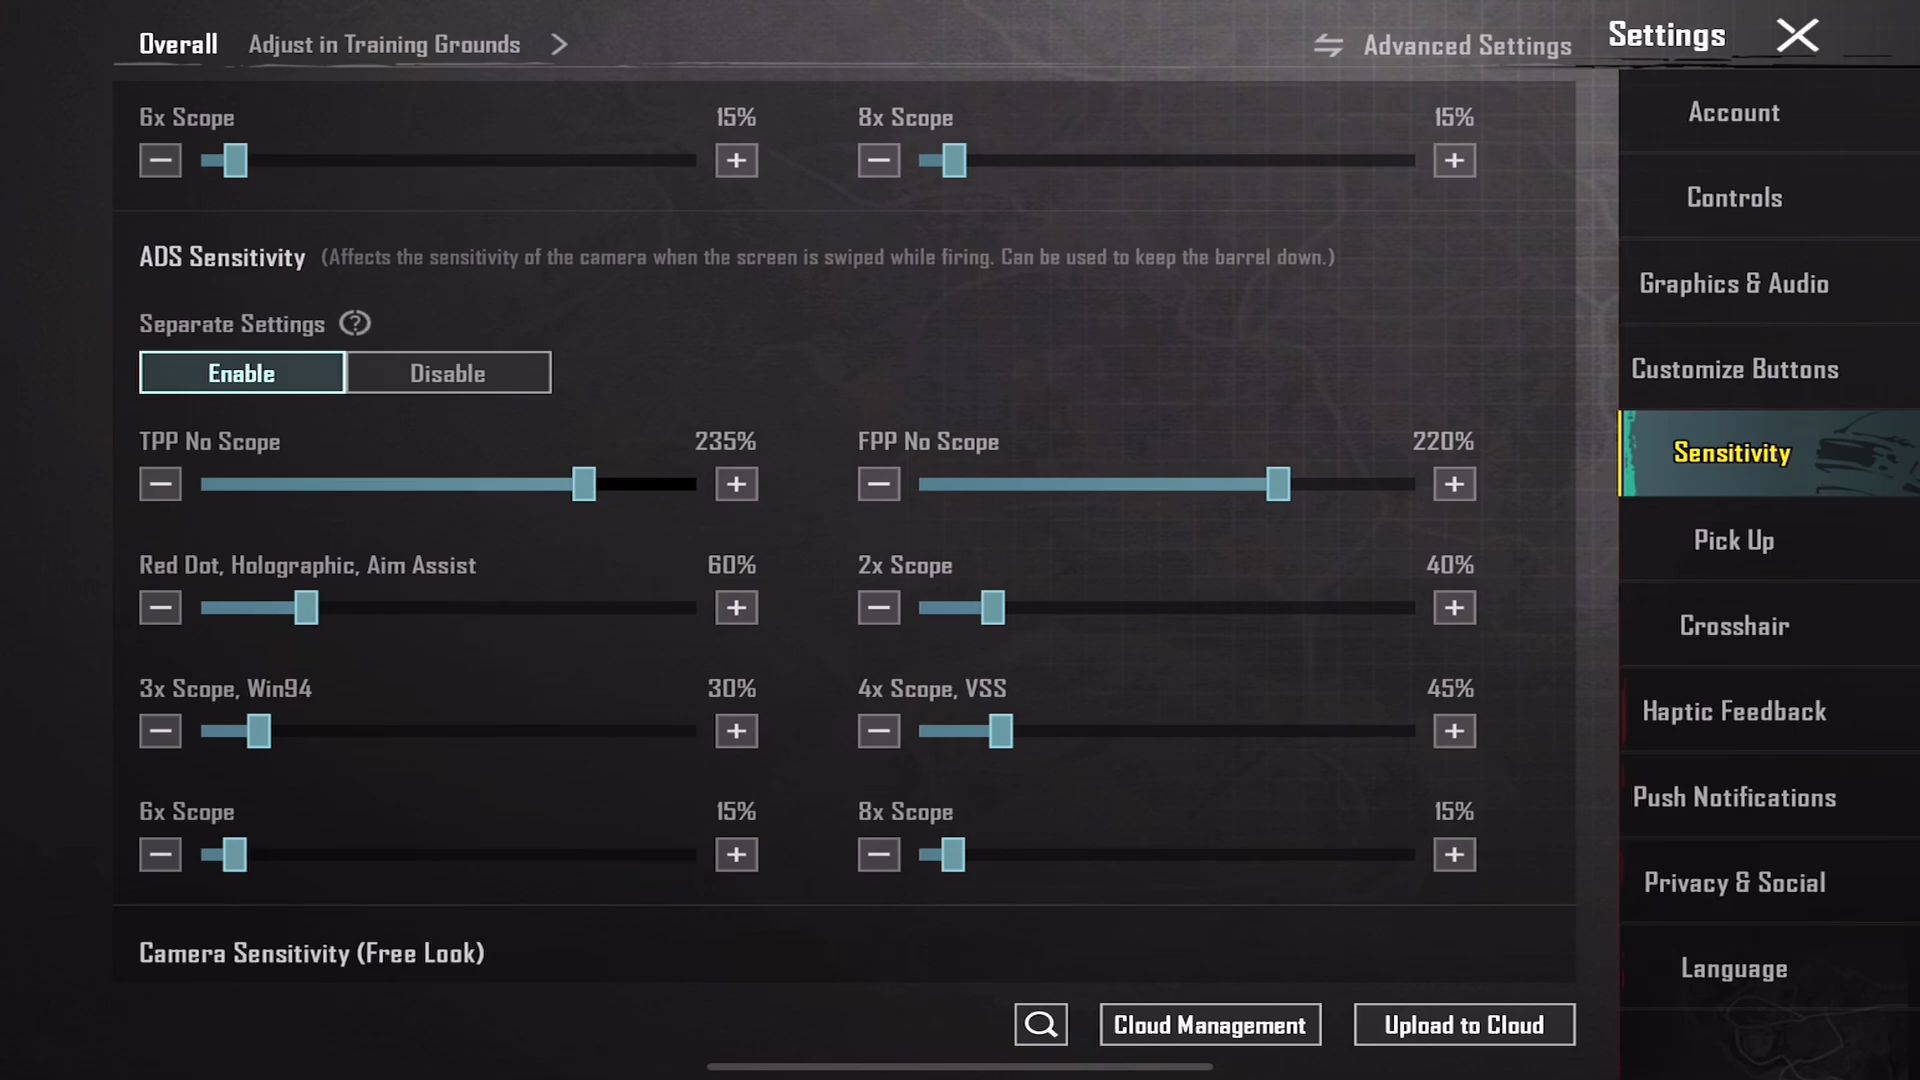 Overall
Adjust in Training Grounds
Advanced Settings
Settings
6x Scope
15%
8x Scope
15%
ADS Sensitivity (Affects the sensitivity of the camera when the screen is swiped while firing. Can be used to keep the barrel down.)
Separate Settings ?
Enable
Disable
TPP No Scope
235%
FPP No Scope
220%
Red Dot, Holographic, Aim Assist
60%
2x Scope
40%
3x Scope, Win94
30%
4x Scope, VSS
45%
6x Scope
15%
8x Scope
15%
Camera Sensitivity (Free Look)
Cloud Management
Upload to Cloud
Account
Controls
Graphics & Audio
Customize Buttons
Sensitivity
Pick Up
Crosshair
Haptic Feedback
Push Notifications
Privacy & Social
Language